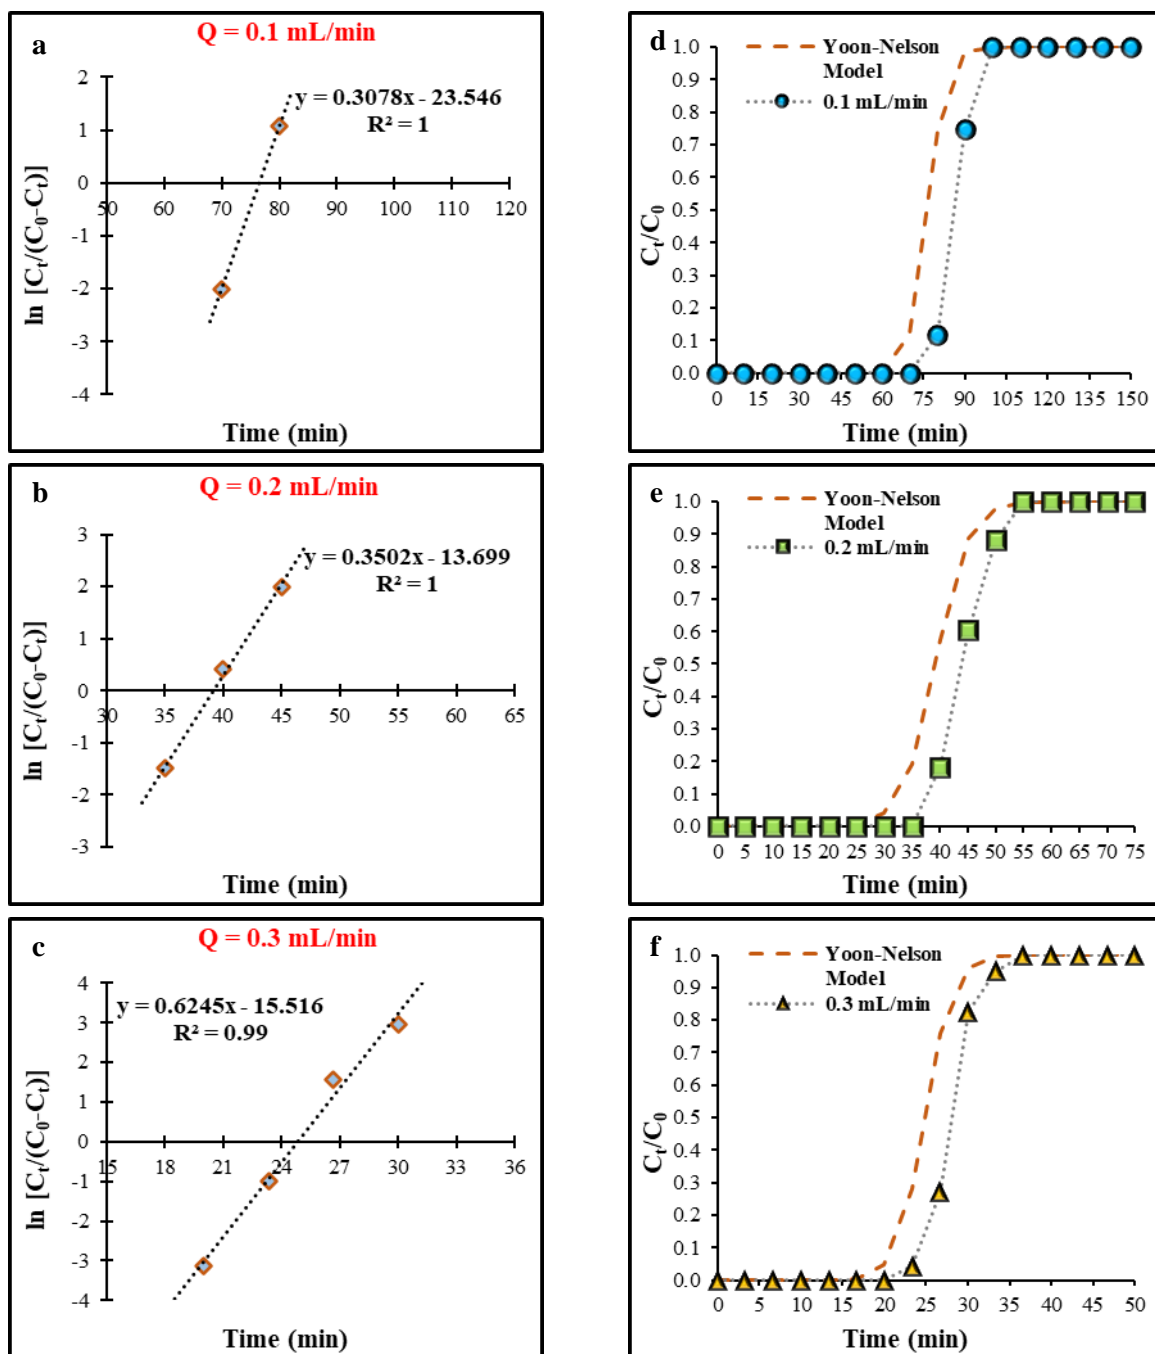 a
Q = 0.1 mL/min
y = 0.3078x - 23.546
R² = 1
2
1
0
-1
-2
-3
-4
50 60 70 80 90 100 110 120
ln [Cₜ/(C₀-Cₜ)]
Time (min)
d
Yoon-Nelson
Model
0.1 mL/min
1.0
0.9
0.8
0.7
0.6
0.5
0.4
0.3
0.2
0.1
0.0
0 15 30 45 60 75 90 105 120 135 150
Cₜ/C₀
Time (min)
b
Q = 0.2 mL/min
y = 0.3502x - 13.699
R² = 1
3
2
1
0
-1
-2
-3
30 35 40 45 50 55 60 65
ln [Cₜ/(C₀-Cₜ)]
Time (min)
e
Yoon-Nelson
Model
0.2 mL/min
1.0
0.9
0.8
0.7
0.6
0.5
0.4
0.3
0.2
0.1
0.0
0 5 10 15 20 25 30 35 40 45 50 55 60 65 70 75
Cₜ/C₀
Time (min)
c
Q = 0.3 mL/min
y = 0.6245x - 15.516
R² = 0.99
4
3
2
1
0
-1
-2
-3
-4
15 18 21 24 27 30 33 36
ln [Cₜ/(C₀-Cₜ)]
Time (min)
f
Yoon-Nelson
Model
0.3 mL/min
1.0
0.9
0.8
0.7
0.6
0.5
0.4
0.3
0.2
0.1
0.0
0 5 10 15 20 25 30 35 40 45 50
Cₜ/C₀
Time (min)